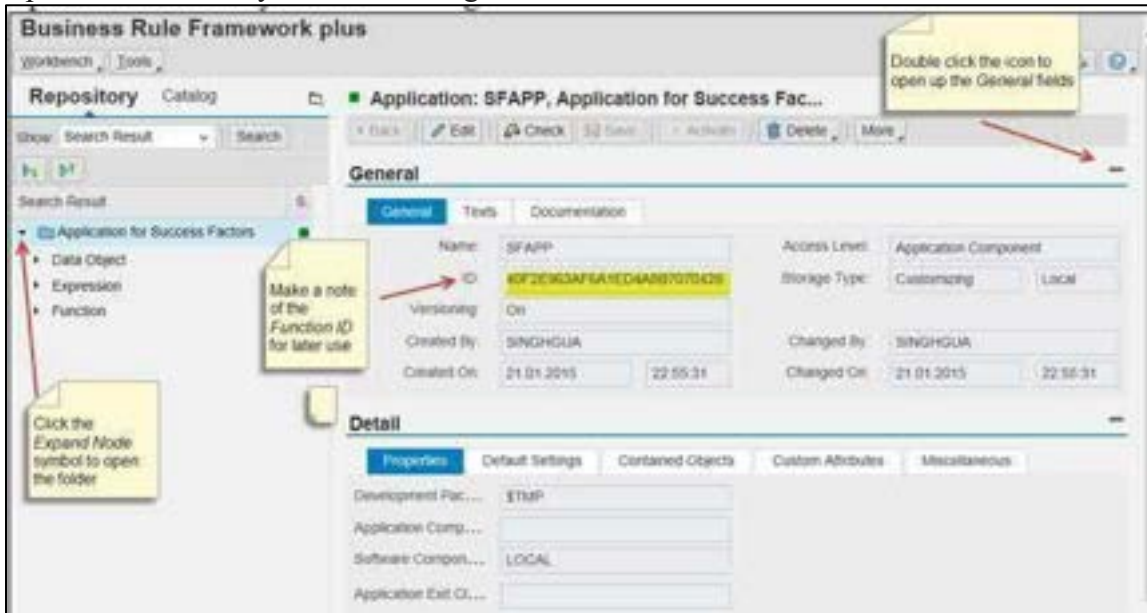 Business Rule Framework plus
Workbench Tools
Repository Catalog
Show: Search Result Search
Search Result S.
Application for Success Factors
Data Object
Expression
Function
Click the
Expand Node
symbol to open
the folder
Make a note
of the
Function ID
for later use
Double click the icon to
open up the General fields
Application: SFAPP, Application for Success Fac...
Back Edit Check Save Activate Delete More
General
General Texts Documentation
Name: SFAPP Access Level: Application Component
ID: Storage Type: Customizing Local
Versioning: On
Created By: SINGHGUA Changed By: SINGHGUA
Created On: 21.01.2015 22:55:31 Changed On: 21.01.2015 22:55:31
Detail
Properties Default Settings Contained Objects Custom Attributes Miscellaneous
Development Pac.... $TMP
Application Comp....
Software Compon.... LOCAL
Application Exit Cl....